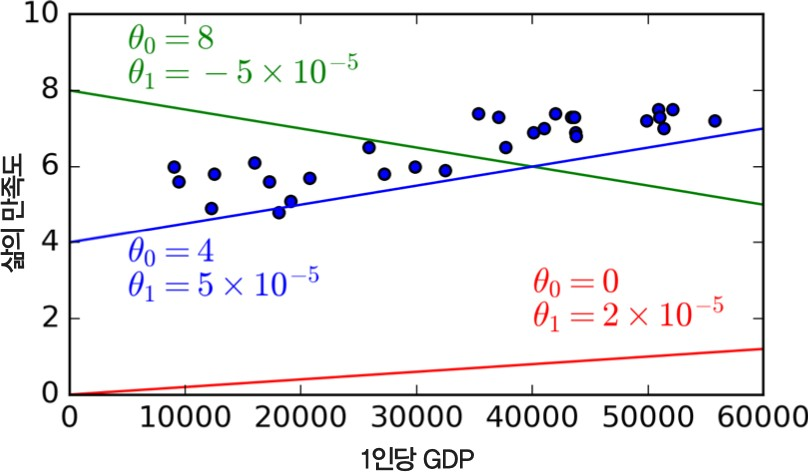 10
θ₀ = 8
θ₁ = −5 × 10⁻⁵
8
6
삶의 만족도
4
θ₀ = 4
θ₁ = 5 × 10⁻⁵
θ₀ = 0
θ₁ = 2 × 10⁻⁵
2
0
0 10000 20000 30000 40000 50000 60000
1인당 GDP